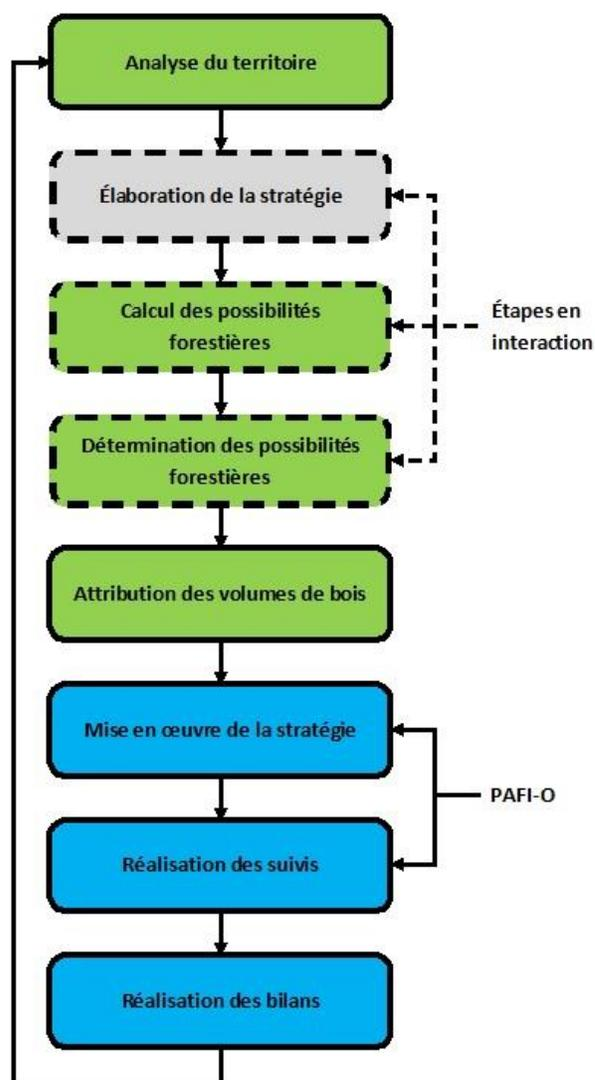 Analyse du territoire
Élaboration de la stratégie
Calcul des possibilités
forestières
Étapes en
interaction
Détermination des possibilités
forestières
Attribution des volumes de bois
Mise en œuvre de la stratégie
PAFI-O
Réalisation des suivis
Réalisation des bilans